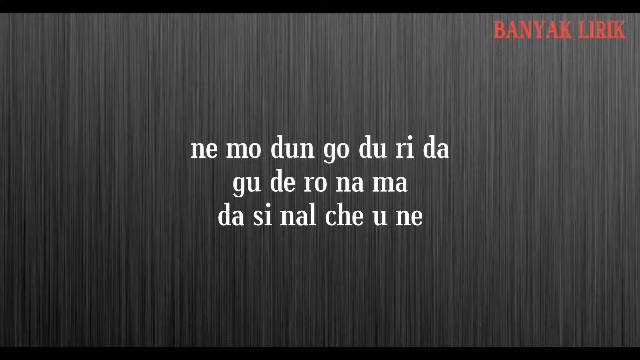 BANYAK LIRIK
ne mo dun go du ri da
gu de ro na ma
da si nal che u ne